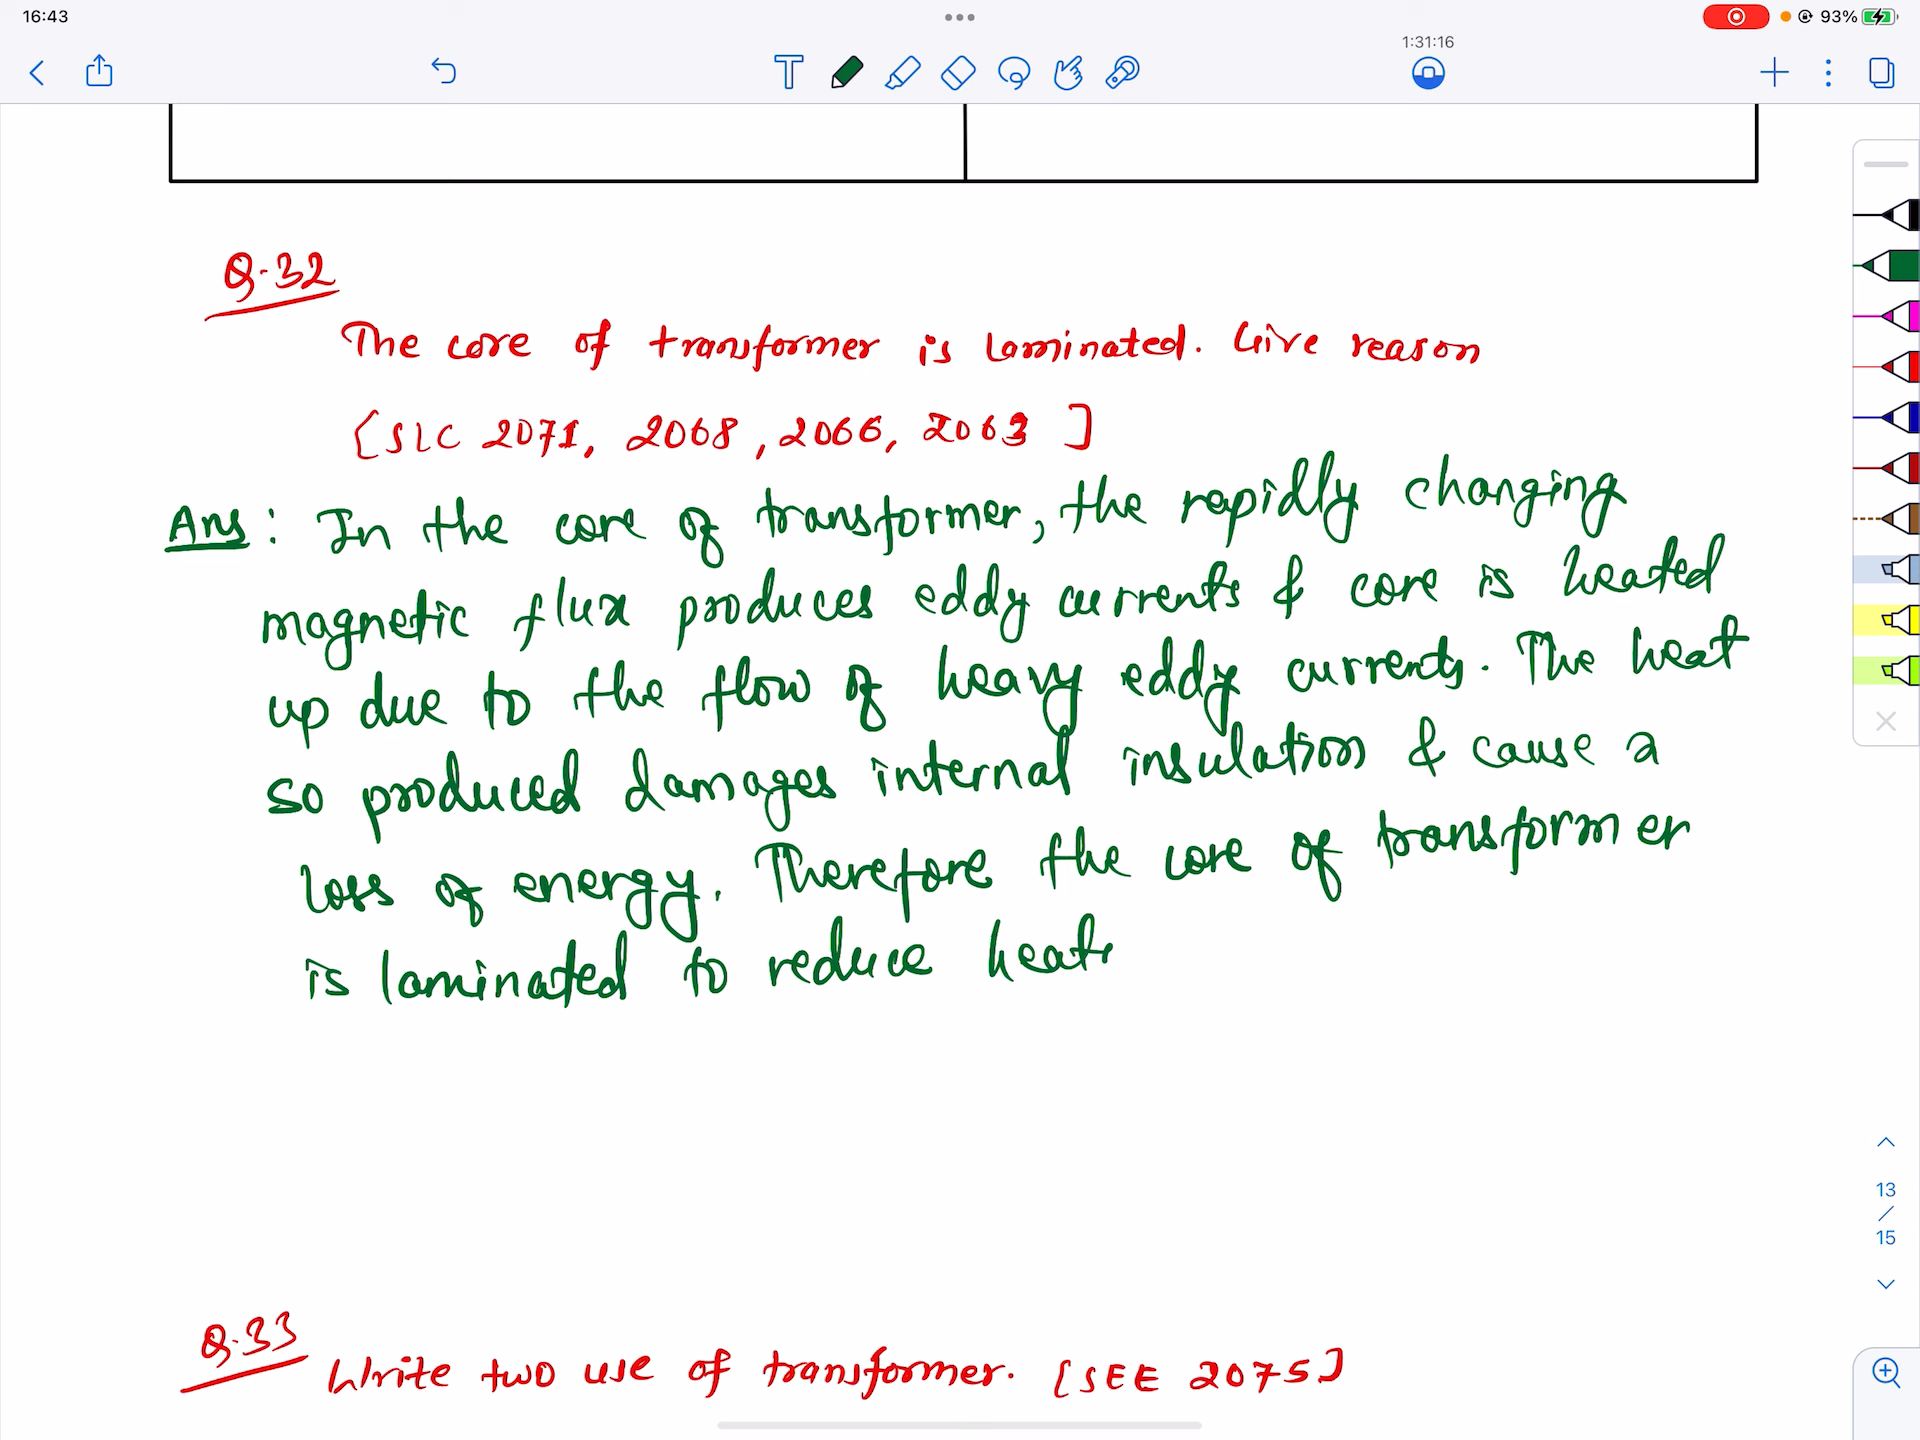 16:43
93%
1:31:16
Q.32
The core of transformer is laminated. Give reason
[SLC 2071, 2068, 2066, 2063]
Ans: In the core of transformer, the rapidly changing
magnetic flux produces eddy currents & core is heated
up due to the flow of heavy eddy currents. The heat
so produced damages internal insulation & cause a
loss of energy. Therefore the core of transformer
is laminated to reduce heat
13
/
15
Q.33
Write two use of transformer. [SEE 2075]